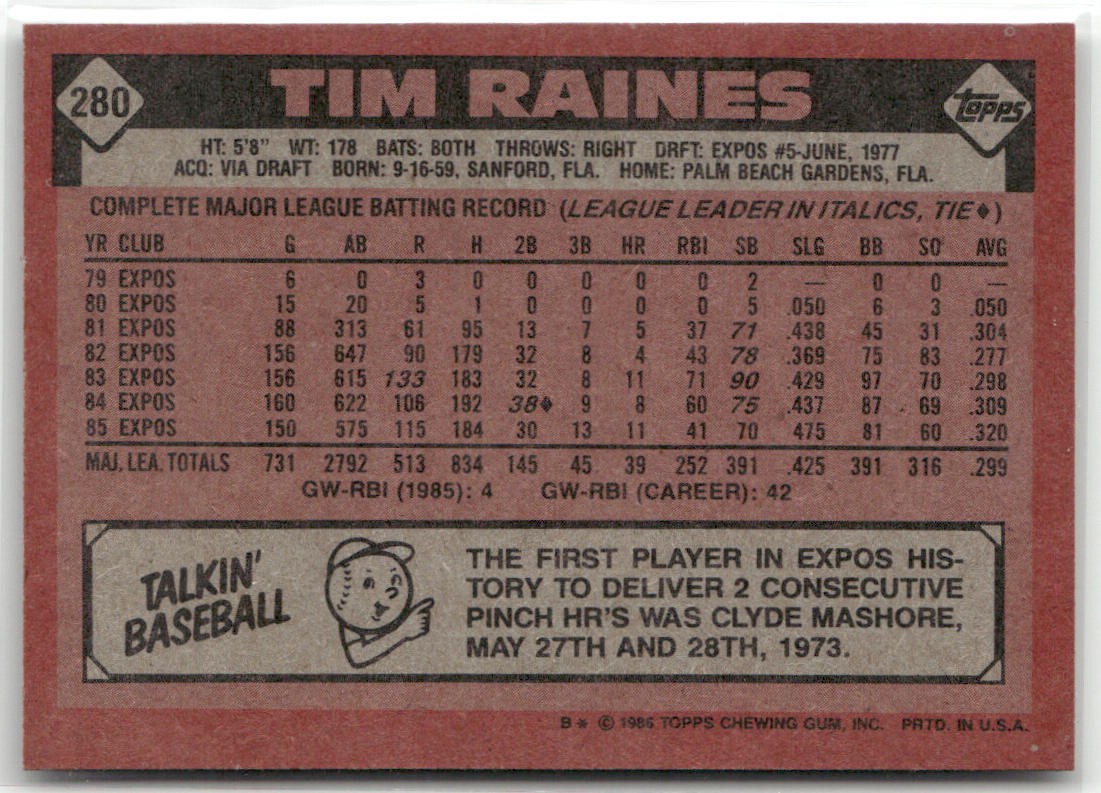 280 TIM RAINES topps
HT: 5'8" WT: 178 BATS: BOTH THROWS: RIGHT DRFT: EXPOS #5-JUNE, 1977
ACQ: VIA DRAFT BORN: 9-16-59, SANFORD, FLA. HOME: PALM BEACH GARDENS, FLA.
COMPLETE MAJOR LEAGUE BATTING RECORD (LEAGUE LEADER IN ITALICS, TIE♦)
YR CLUB G AB R H 2B 3B HR RBI SB SLG BB SO AVG
79 EXPOS 6 0 3 0 0 0 0 0 2 — 0 0 —
80 EXPOS 15 20 5 1 0 0 0 0 5 .050 6 3 .050
81 EXPOS 88 313 61 95 13 7 5 37 71 .438 45 31 .304
82 EXPOS 156 647 90 179 32 8 4 43 78 .369 75 83 .277
83 EXPOS 156 615 133 183 32 8 11 71 90 .429 97 70 .298
84 EXPOS 160 622 106 192 38♦ 9 8 60 75 .437 87 69 .309
85 EXPOS 150 575 115 184 30 13 11 41 70 .475 81 60 .320
MAJ. LEA. TOTALS 731 2792 513 834 145 45 39 252 391 .425 391 316 .299
GW-RBI (1985): 4 GW-RBI (CAREER): 42
TALKIN'
BASEBALL
THE FIRST PLAYER IN EXPOS HIS-
TORY TO DELIVER 2 CONSECUTIVE
PINCH HR'S WAS CLYDE MASHORE,
MAY 27TH AND 28TH, 1973.
B* © 1986 TOPPS CHEWING GUM, INC. PRTD. IN U.S.A.